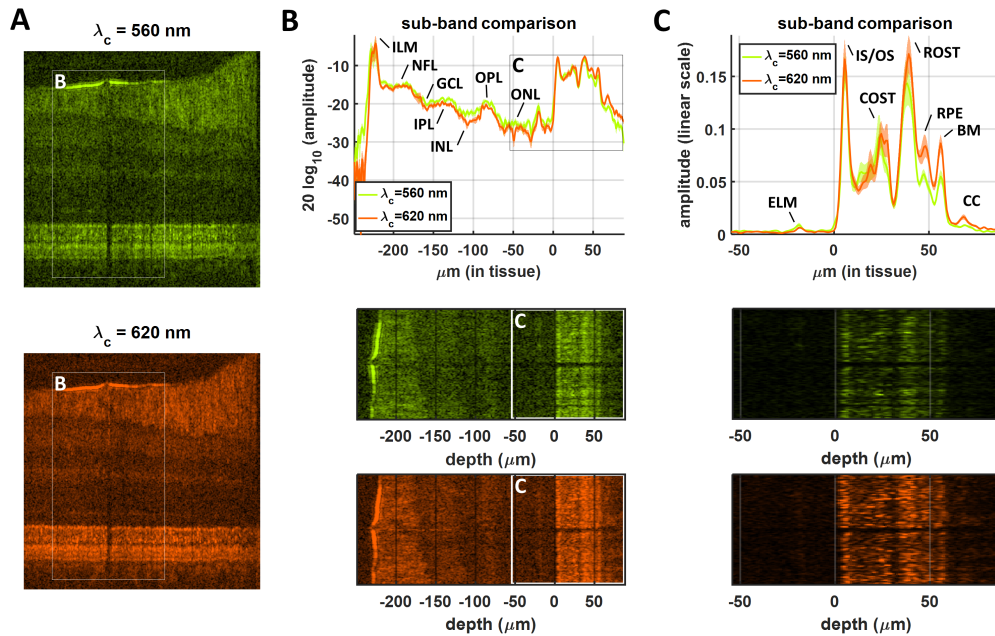 A
λc = 560 nm
B
λc = 620 nm
B
B
sub-band comparison
20 log10 (amplitude)
-10
-20
-30
-40
-50
ILM
NFL
GCL
OPL
IPL
INL
ONL
C
λc=560 nm
λc=620 nm
-200 -150 -100 -50 0 50
μm (in tissue)
C
-200 -150 -100 -50 0 50
depth (μm)
C
-200 -150 -100 -50 0 50
depth (μm)
C
sub-band comparison
amplitude (linear scale)
0.15
0.1
0.05
0
λc=560 nm
λc=620 nm
IS/OS
ROST
COST
RPE
BM
ELM
CC
-50 0 50
μm (in tissue)
-50 0 50
depth (μm)
-50 0 50
depth (μm)